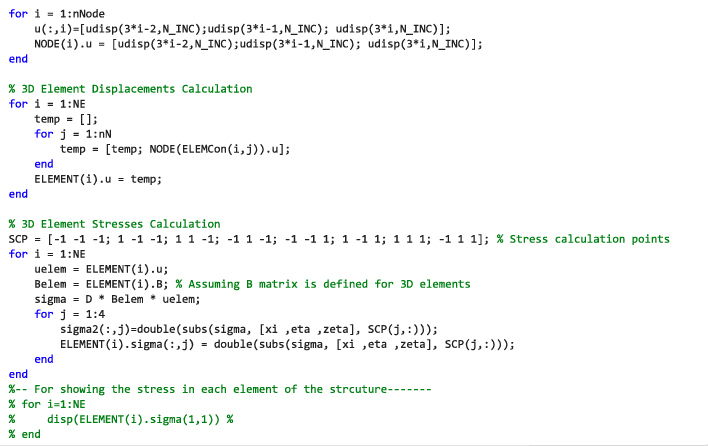 for i = 1:nNode
    u(:,i)=[udisp(3*i-2,N_INC);udisp(3*i-1,N_INC); udisp(3*i,N_INC)];
    NODE(i).u = [udisp(3*i-2,N_INC);udisp(3*i-1,N_INC); udisp(3*i,N_INC)];
end
% 3D Element Displacements Calculation
for i = 1:NE
    temp = [];
    for j = 1:nN
        temp = [temp; NODE(ELEMCon(i,j)).u];
    end
    ELEMENT(i).u = temp;
end
% 3D Element Stresses Calculation
SCP = [-1 -1 -1; 1 -1 -1; 1 1 -1; -1 1 -1; -1 -1 1; 1 -1 1; 1 1 1; -1 1 1]; % Stress calculation points
for i = 1:NE
    uelem = ELEMENT(i).u;
    Belem = ELEMENT(i).B; % Assuming B matrix is defined for 3D elements
    sigma = D * Belem * uelem;
    for j = 1:4
        sigma2(:,j)=double(subs(sigma, [xi ,eta ,zeta], SCP(j,:)));
        ELEMENT(i).sigma(:,j) = double(subs(sigma, [xi ,eta ,zeta], SCP(j,:)));
    end
end
%-- For showing the stress in each element of the strcuture-------
% for i=1:NE
%     disp(ELEMENT(i).sigma(1,1)) %
% end